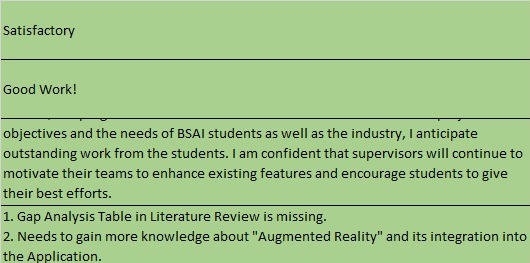 Satisfactory
Good Work!
objectives and the needs of BSAI students as well as the industry, I anticipate
outstanding work from the students. I am confident that supervisors will continue to
motivate their teams to enhance existing features and encourage students to give
their best efforts.
1. Gap Analysis Table in Literature Review is missing.
2. Needs to gain more knowledge about "Augmented Reality" and its integration into
the Application.